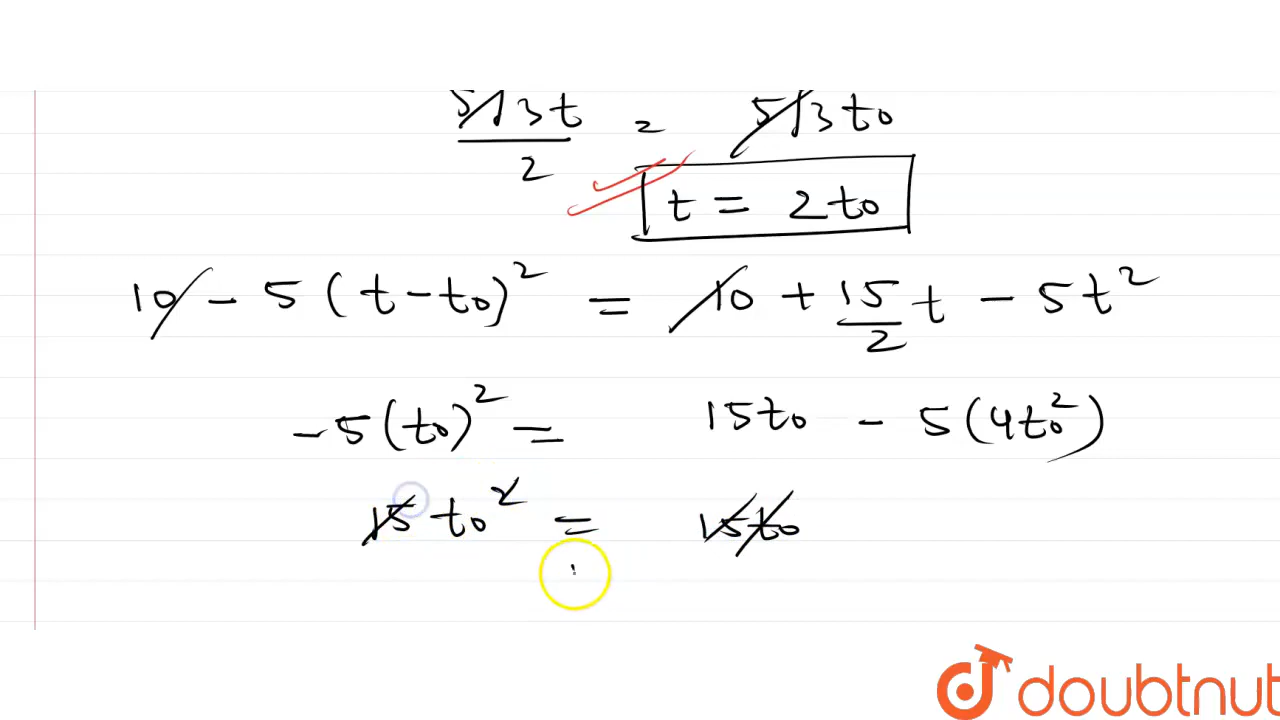 5√3t/2 = 5√3t₀
t = 2t₀
10 - 5(t-t₀)² = 10 + 15/2 t - 5t²
-5(t₀)² = 15t₀ - 5(4t₀²)
15t₀² = 15t₀
doubtnut